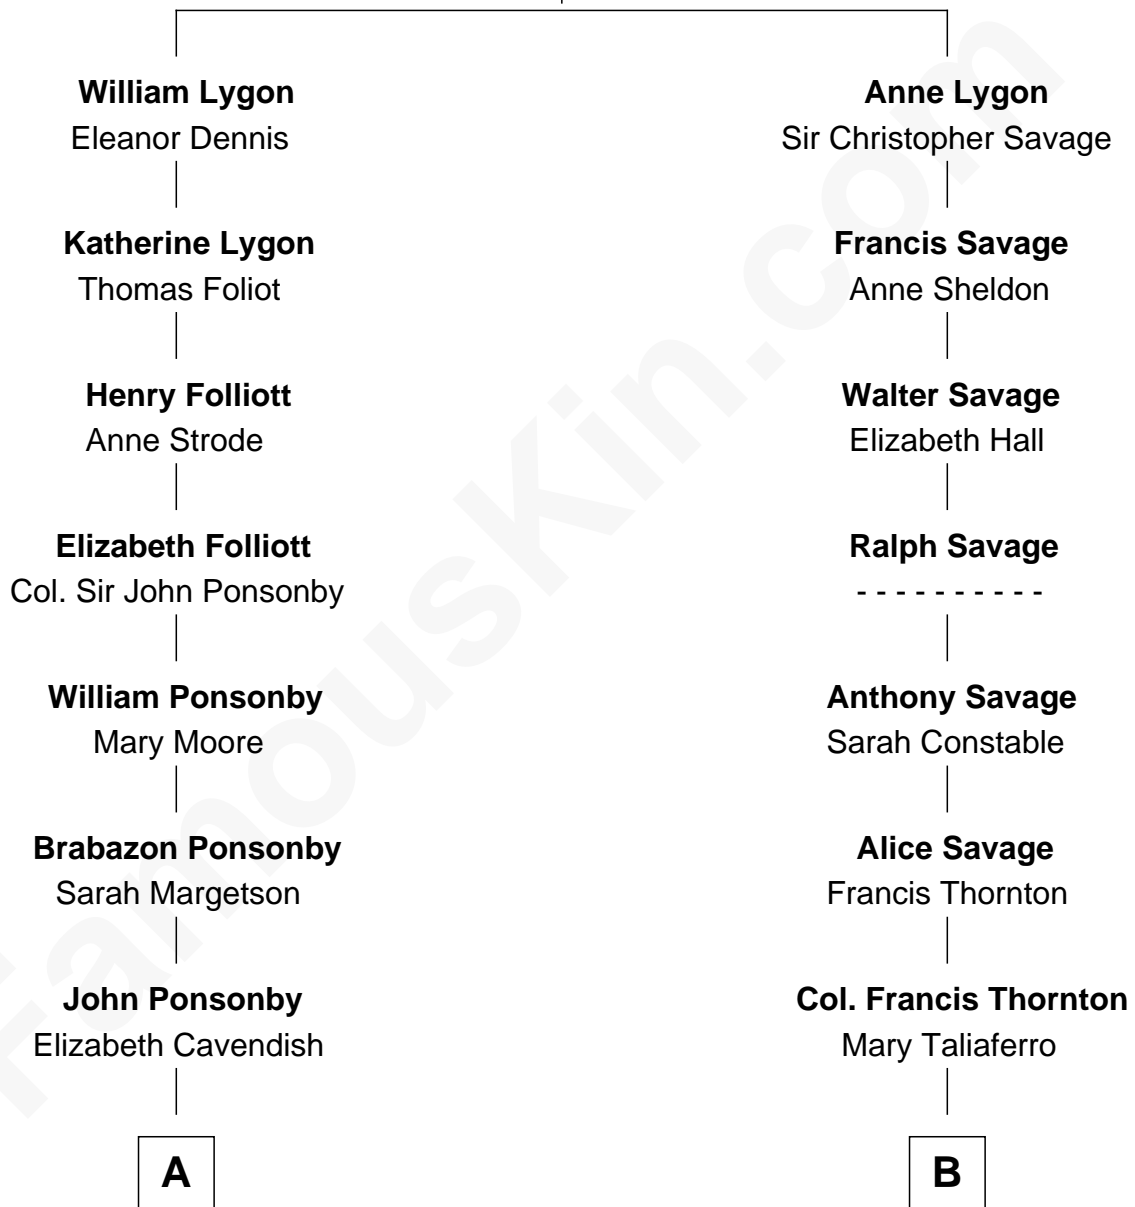 William Lygon
Eleanor Dennis
Katherine Lygon
Thomas Foliot
Henry Folliott
Anne Strode
Elizabeth Folliott
Col. Sir John Ponsonby
William Ponsonby
Mary Moore
Brabazon Ponsonby
Sarah Margetson
John Ponsonby
Elizabeth Cavendish
A
Anne Lygon
Sir Christopher Savage
Francis Savage
Anne Sheldon
Walter Savage
Elizabeth Hall
Ralph Savage
- - - - - - - - - -
Anthony Savage
Sarah Constable
Alice Savage
Francis Thornton
Col. Francis Thornton
Mary Taliaferro
B
FamousKin.com